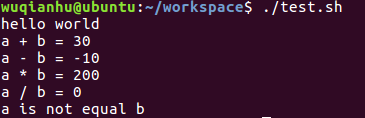 wuqianhu@ubuntu:~/workspace$ ./test.sh
hello world
a + b = 30
a - b = -10
a * b = 200
a / b = 0
a is not equal b